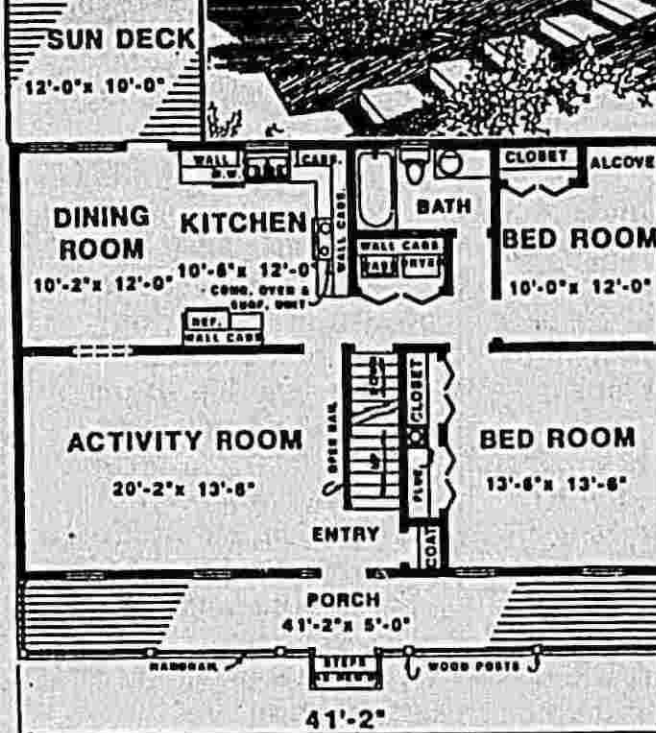 SUN DECK
12'-0" x 10'-0"
WALL
D.W.
CABS.
WALL CABS.
CLOSET
ALCOVE
BATH
DINING
ROOM
10'-2" x 12'-0"
KITCHEN
10'-6" x 12'-0"
WALL CABS
BED ROOM
10'-0" x 12'-0"
REF.
WALL CABS
CLOSET
OPEN RAIL
ACTIVITY ROOM
20'-2" x 13'-6"
UP
BED ROOM
13'-6" x 13'-6"
ENTRY
COAT
PORCH
41'-2" x 5'-0"
HANDRAIL
STEPS
WOOD POSTS
41'-2"